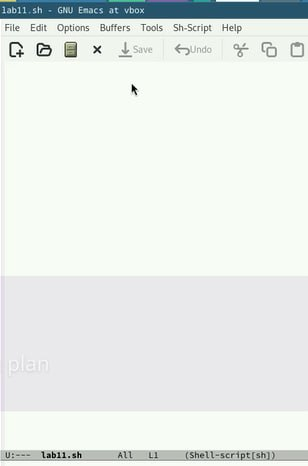 lab11.sh - GNU Emacs at vbox
File Edit Options Buffers Tools Sh-Script Help
Save Undo
plan
U:--- lab11.sh All L1 (Shell-script[sh])